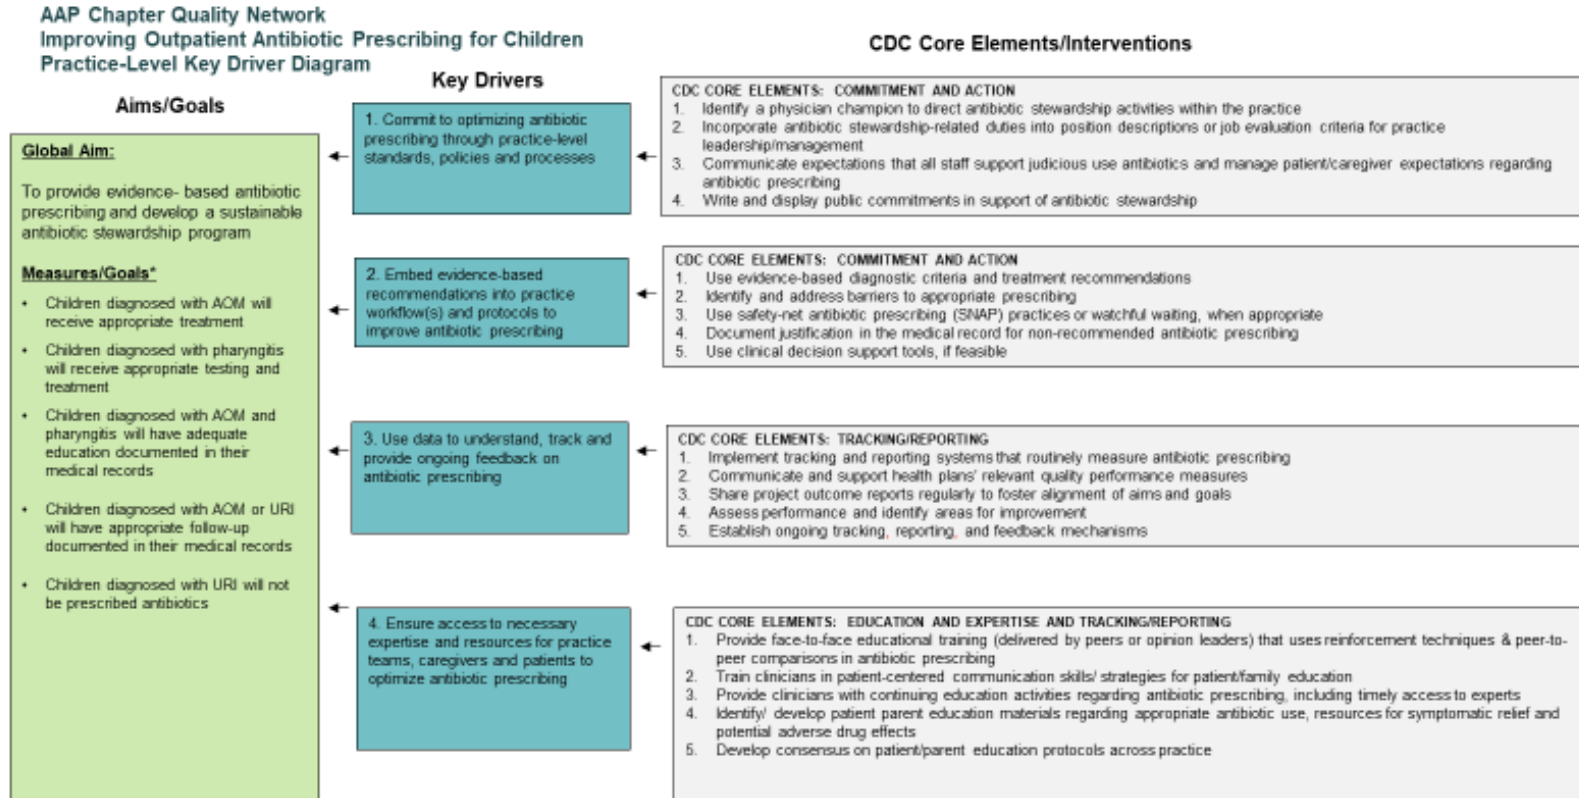 AAP Chapter Quality Network
Improving Outpatient Antibiotic Prescribing for Children
Practice-Level Key Driver Diagram
Aims/Goals
Global Aim:
To provide evidence- based antibiotic
prescribing and develop a sustainable
antibiotic stewardship program
Measures/Goals*
• Children diagnosed with AOM will
receive appropriate treatment
• Children diagnosed with pharyngitis
will receive appropriate testing and
treatment
• Children diagnosed with AOM and
pharyngitis will have adequate
education documented in their
medical records
• Children diagnosed with AOM or URI
will have appropriate follow-up
documented in their medical records
• Children diagnosed with URI will not
be prescribed antibiotics
Key Drivers
1. Commit to optimizing antibiotic
prescribing through practice-level
standards, policies and processes
2. Embed evidence-based
recommendations into practice
workflow(s) and protocols to
improve antibiotic prescribing
3. Use data to understand, track and
provide ongoing feedback on
antibiotic prescribing
4. Ensure access to necessary
expertise and resources for practice
teams, caregivers and patients to
optimize antibiotic prescribing
CDC Core Elements/Interventions
CDC CORE ELEMENTS: COMMITMENT AND ACTION
1. Identify a physician champion to direct antibiotic stewardship activities within the practice
2. Incorporate antibiotic stewardship-related duties into position descriptions or job evaluation criteria for practice
leadership/management
3. Communicate expectations that all staff support judicious use antibiotics and manage patient/caregiver expectations regarding
antibiotic prescribing
4. Write and display public commitments in support of antibiotic stewardship
CDC CORE ELEMENTS: COMMITMENT AND ACTION
1. Use evidence-based diagnostic criteria and treatment recommendations
2. Identify and address barriers to appropriate prescribing
3. Use safety-net antibiotic prescribing (SNAP) practices or watchful waiting, when appropriate
4. Document justification in the medical record for non-recommended antibiotic prescribing
5. Use clinical decision support tools, if feasible
CDC CORE ELEMENTS: TRACKING/REPORTING
1. Implement tracking and reporting systems that routinely measure antibiotic prescribing
2. Communicate and support health plans' relevant quality performance measures
3. Share project outcome reports regularly to foster alignment of aims and goals
4. Assess performance and identify areas for improvement
5. Establish ongoing tracking, reporting, and feedback mechanisms
CDC CORE ELEMENTS: EDUCATION AND EXPERTISE AND TRACKING/REPORTING
1. Provide face-to-face educational training (delivered by peers or opinion leaders) that uses reinforcement techniques & peer-to-
peer comparisons in antibiotic prescribing
2. Train clinicians in patient-centered communication skills/ strategies for patient/family education
3. Provide clinicians with continuing education activities regarding antibiotic prescribing, including timely access to experts
4. Identify/ develop patient parent education materials regarding appropriate antibiotic use, resources for symptomatic relief and
potential adverse drug effects
5. Develop consensus on patient/parent education protocols across practice